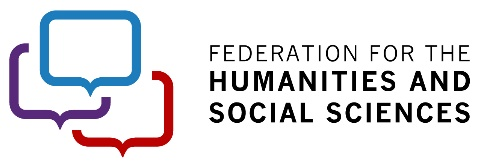 FEDERATION FOR THE
HUMANITIES AND
SOCIAL SCIENCES